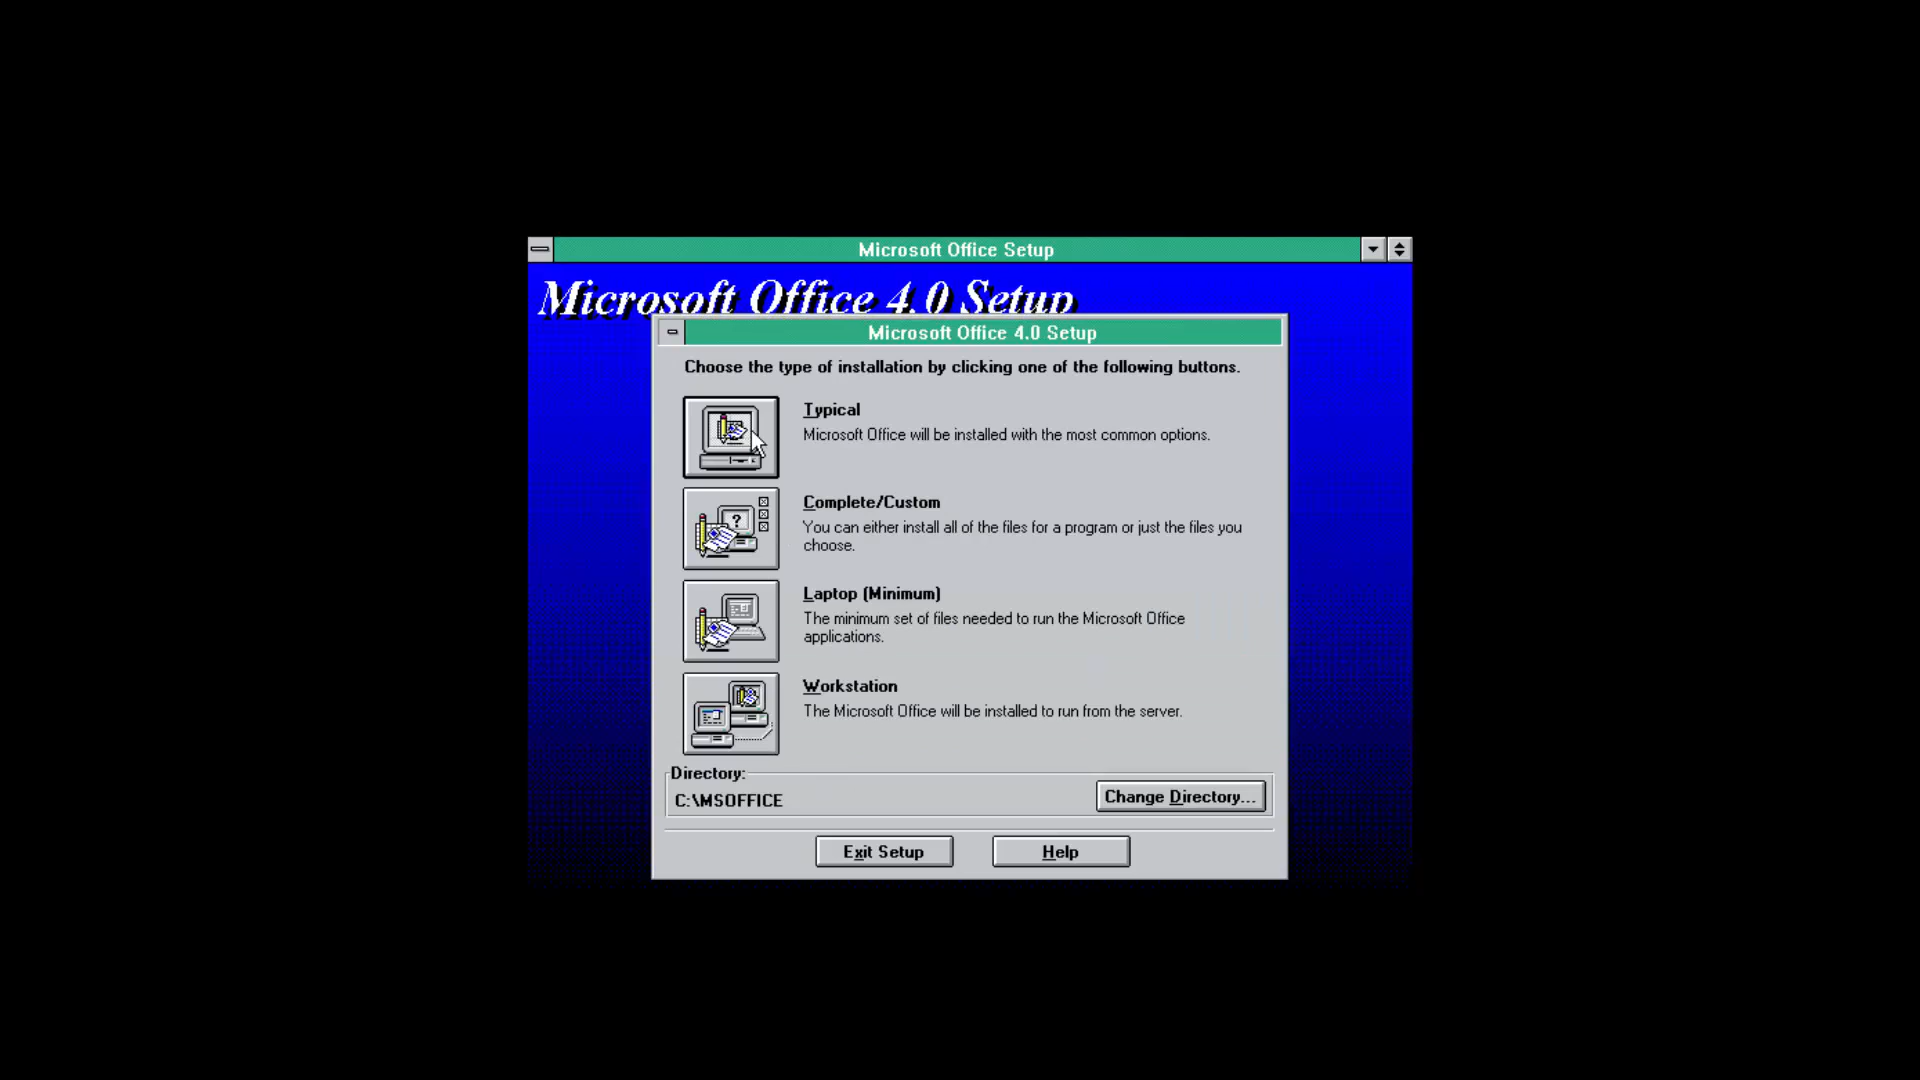 Microsoft Office Setup
Microsoft Office 4.0 Setup
Microsoft Office 4.0 Setup
Choose the type of installation by clicking one of the following buttons.
Typical
Microsoft Office will be installed with the most common options.
?
Complete/Custom
You can either install all of the files for a program or just the files you
choose.
Laptop (Minimum)
The minimum set of files needed to run the Microsoft Office
applications.
Workstation
The Microsoft Office will be installed to run from the server.
Directory:
C:\MSOFFICE
Change Directory...
Exit Setup
Help